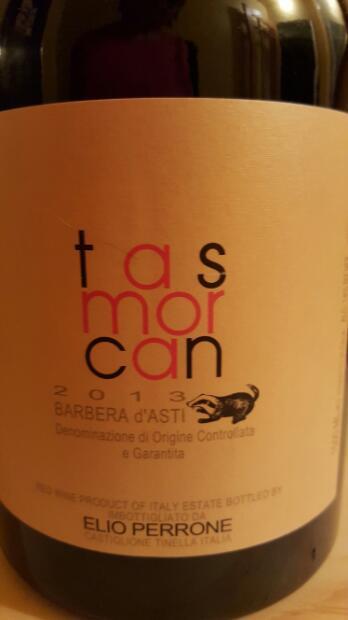 tas
mor
can
2013
BARBERA d'ASTI
Denominazione di Origine Controllata
e Garantita
RED WINE PRODUCT OF ITALY ESTATE BOTTLED BY
IMBOTTIGLIATO DA
ELIO PERRONE
CASTIGLIONE TINELLA ITALIA